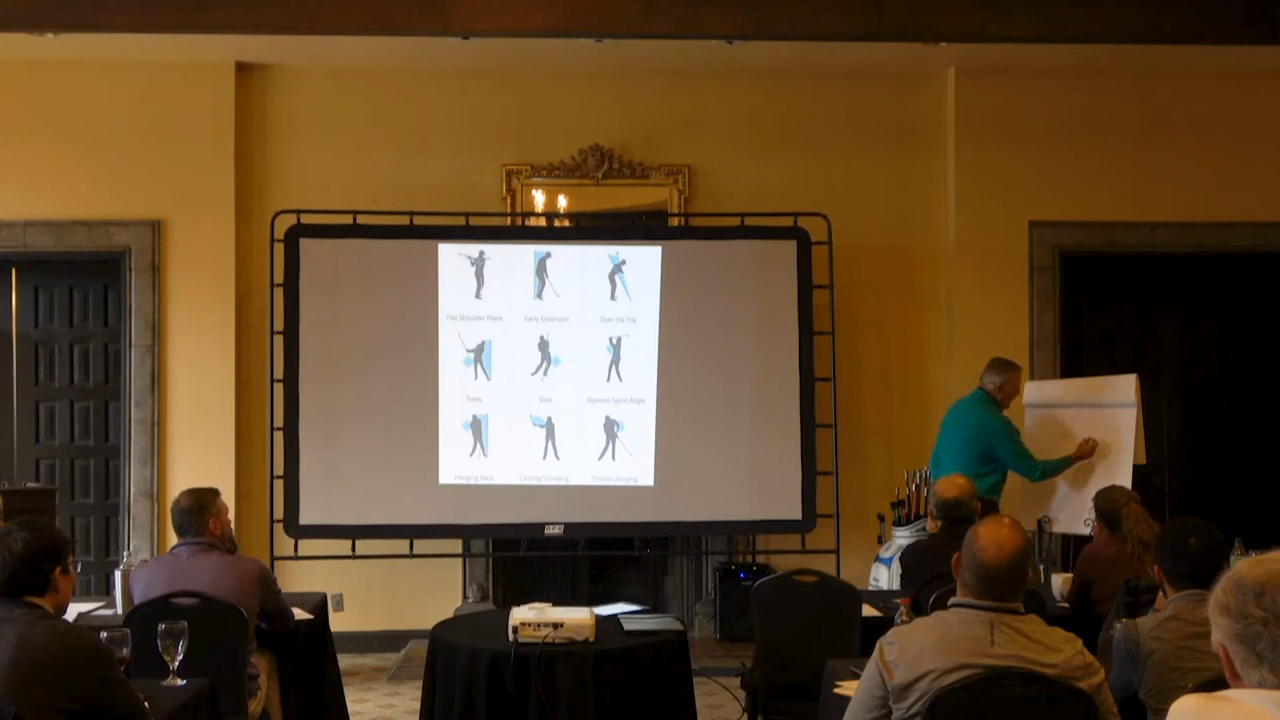 Flat Shoulder Plane Early Extension Over the Top
Sway Slide Reverse Spine Angle
Hanging Back Casting/Scooping Chicken Winging